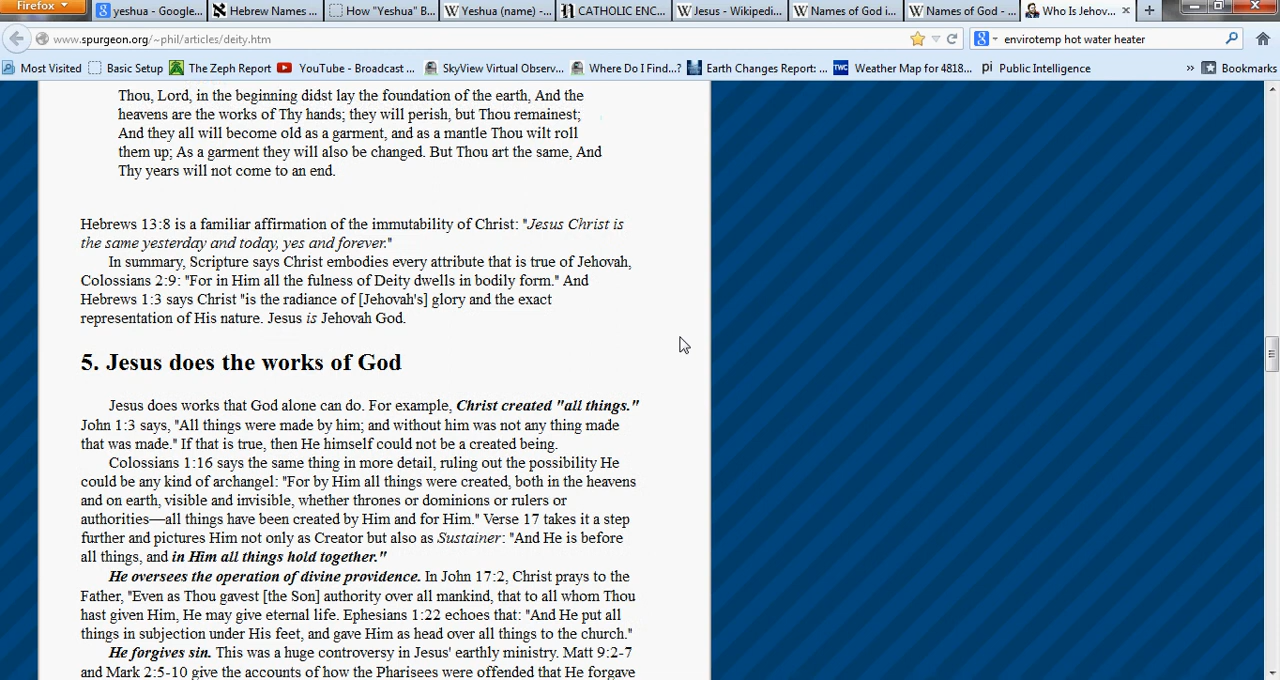 Firefox
yeshua - Google...
Hebrew Names ...
How "Yeshua" B...
Yeshua (name) -...
CATHOLIC ENC...
Jesus - Wikipedi...
Names of God i...
Names of God - ...
Who Is Jehov...
www.spurgeon.org/~phil/articles/deity.htm
envirotemp hot water heater
Most Visited
Basic Setup
The Zeph Report
YouTube - Broadcast ...
SkyView Virtual Observ...
Where Do I Find...?
Earth Changes Report: ...
Weather Map for 4818...
Public Intelligence
»
Bookmarks
Thou, Lord, in the beginning didst lay the foundation of the earth, And the
heavens are the works of Thy hands; they will perish, but Thou remainest;
And they all will become old as a garment, and as a mantle Thou wilt roll
them up; As a garment they will also be changed. But Thou art the same, And
Thy years will not come to an end.
Hebrews 13:8 is a familiar affirmation of the immutability of Christ: "Jesus Christ is
the same yesterday and today, yes and forever."
In summary, Scripture says Christ embodies every attribute that is true of Jehovah,
Colossians 2:9: "For in Him all the fulness of Deity dwells in bodily form." And
Hebrews 1:3 says Christ "is the radiance of [Jehovah's] glory and the exact
representation of His nature. Jesus is Jehovah God.
5. Jesus does the works of God
Jesus does works that God alone can do. For example, Christ created "all things."
John 1:3 says, "All things were made by him; and without him was not any thing made
that was made." If that is true, then He himself could not be a created being.
Colossians 1:16 says the same thing in more detail, ruling out the possibility He
could be any kind of archangel: "For by Him all things were created, both in the heavens
and on earth, visible and invisible, whether thrones or dominions or rulers or
authorities—all things have been created by Him and for Him." Verse 17 takes it a step
further and pictures Him not only as Creator but also as Sustainer: "And He is before
all things, and in Him all things hold together."
He oversees the operation of divine providence. In John 17:2, Christ prays to the
Father, "Even as Thou gavest [the Son] authority over all mankind, that to all whom Thou
hast given Him, He may give eternal life. Ephesians 1:22 echoes that: "And He put all
things in subjection under His feet, and gave Him as head over all things to the church."
He forgives sin. This was a huge controversy in Jesus' earthly ministry. Matt 9:2-7
and Mark 2:5-10 give the accounts of how the Pharisees were offended that He forgave